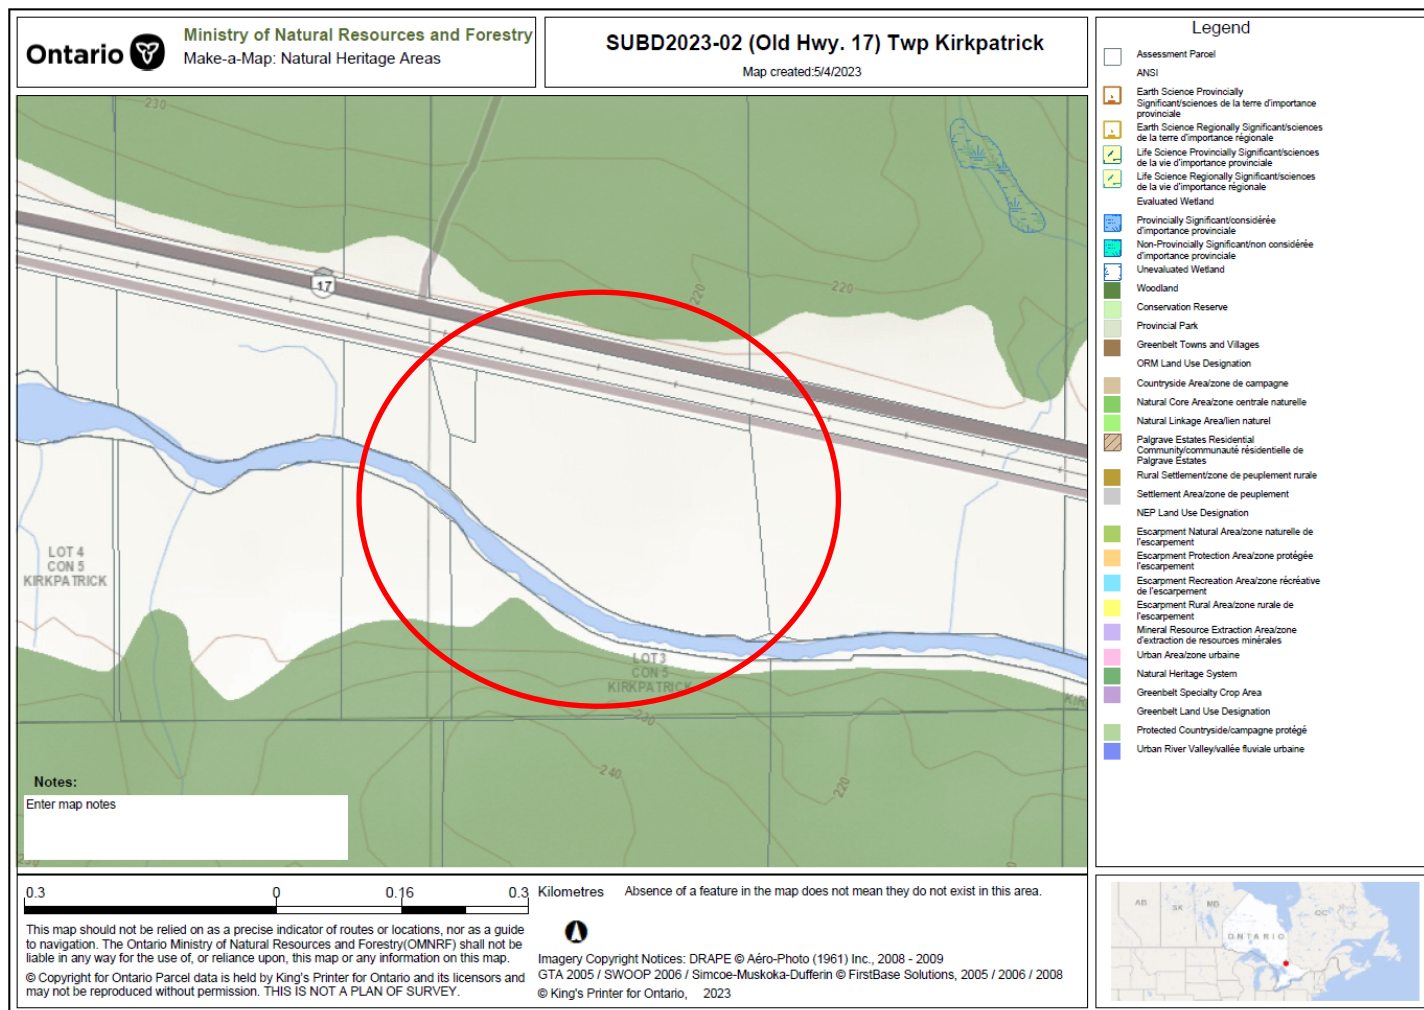 Ontario
Ministry of Natural Resources and Forestry
Make-a-Map: Natural Heritage Areas
SUBD2023-02 (Old Hwy. 17) Twp Kirkpatrick
Map created:5/4/2023
230
17
220
220
LOT 4
CON 5
KIRKPATRICK
LOT 3
CON 5
KIRKPATRICK
KIR
230
240
220
230
Notes:
Enter map notes
Legend
Assessment Parcel
ANSI
Earth Science Provincially
Significant/sciences de la terre d'importance
provinciale
Earth Science Regionally Significant/sciences
de la terre d'importance régionale
Life Science Provincially Significant/sciences
de la vie d'importance provinciale
Life Science Regionally Significant/sciences
de la vie d'importance régionale
Evaluated Wetland
Provincially Significant/considérée
d'importance provinciale
Non-Provincially Significant/non considérée
d'importance provinciale
Unevaluated Wetland
Woodland
Conservation Reserve
Provincial Park
Greenbelt Towns and Villages
ORM Land Use Designation
Countryside Area/zone de campagne
Natural Core Area/zone centrale naturelle
Natural Linkage Area/lien naturel
Palgrave Estates Residential
Community/communauté résidentielle de
Palgrave Estates
Rural Settlement/zone de peuplement rurale
Settlement Area/zone de peuplement
NEP Land Use Designation
Escarpment Natural Area/zone naturelle de
l'escarpement
Escarpment Protection Area/zone protégée
l'escarpement
Escarpment Recreation Area/zone récréative
de l'escarpement
Escarpment Rural Area/zone rurale de
l'escarpement
Mineral Resource Extraction Area/zone
d'extraction de resources minérales
Urban Area/zone urbaine
Natural Heritage System
Greenbelt Specialty Crop Area
Greenbelt Land Use Designation
Protected Countryside/campagne protégé
Urban River Valley/vallée fluviale urbaine
0.3 0 0.16 0.3 Kilometres
Absence of a feature in the map does not mean they do not exist in this area.
This map should not be relied on as a precise indicator of routes or locations, nor as a guide
to navigation. The Ontario Ministry of Natural Resources and Forestry(OMNRF) shall not be
liable in any way for the use of, or reliance upon, this map or any information on this map.
© Copyright for Ontario Parcel data is held by King's Printer for Ontario and its licensors and
may not be reproduced without permission. THIS IS NOT A PLAN OF SURVEY.
Imagery Copyright Notices: DRAPE © Aéro-Photo (1961) Inc., 2008 - 2009
GTA 2005 / SWOOP 2006 / Simcoe-Muskoka-Dufferin © FirstBase Solutions, 2005 / 2006 / 2008
© King's Printer for Ontario, 2023
AB
SK
MB
ONTARIO
QC